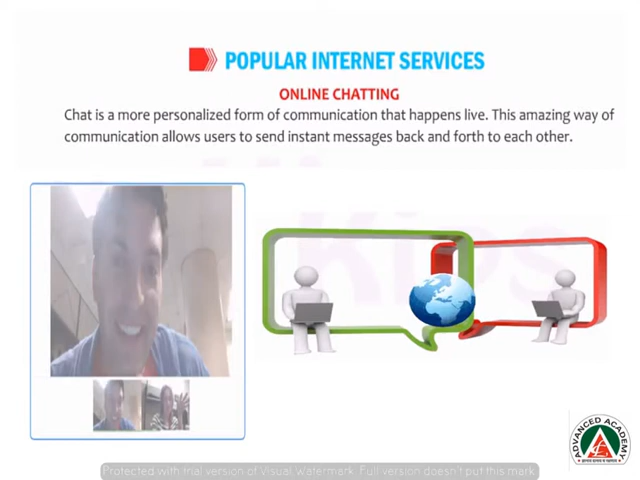 POPULAR INTERNET SERVICES
ONLINE CHATTING
Chat is a more personalized form of communication that happens live. This amazing way of
communication allows users to send instant messages back and forth to each other.
ADVANCED ACADEMY
Protected with trial version of Visual Watermark. Full version doesn't put this mark.